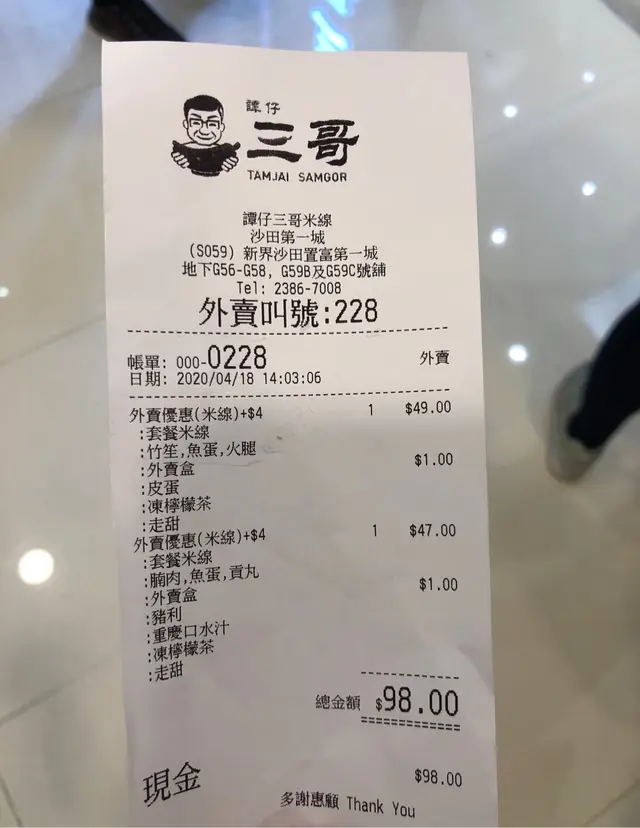 譚仔
三哥
TAMJAI SAMGOR
譚仔三哥米線
沙田第一城
(S059) 新界沙田置富第一城
地下G56-G58, G59B及G59C號舖
Tel: 2386-7008
外賣叫號:228
帳單: 000-0228 外賣
日期: 2020/04/18 14:03:06
外賣優惠(米線)+$4 1 $49.00
:套餐米線
:竹笙,魚蛋,火腿
:外賣盒 $1.00
:皮蛋
:凍檸檬茶
:走甜
外賣優惠(米線)+$4 1 $47.00
:套餐米線
:腩肉,魚蛋,貢丸
:外賣盒 $1.00
:豬利
:重慶口水汁
:凍檸檬茶
:走甜
總金額 $98.00
現金 $98.00
多謝惠顧 Thank You